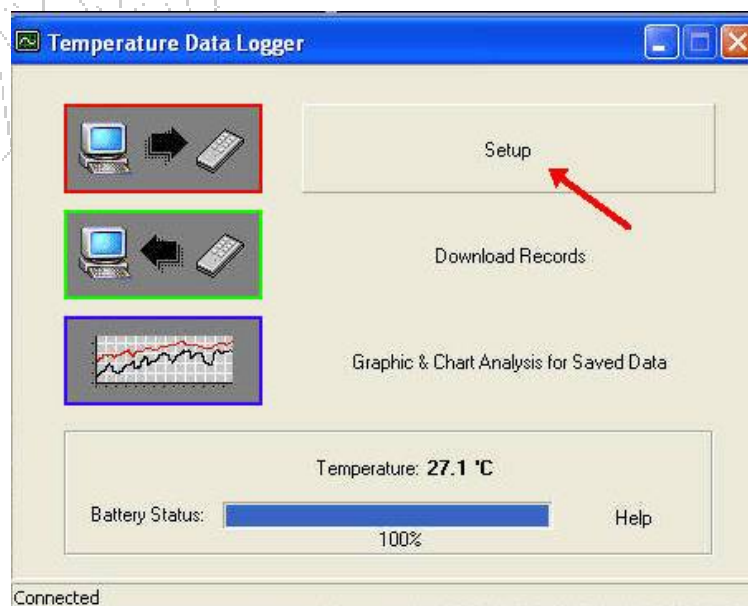 Temperature Data Logger
Setup
Download Records
Graphic & Chart Analysis for Saved Data
Temperature: 27.1 'C
Battery Status:
100%
Help
Connected